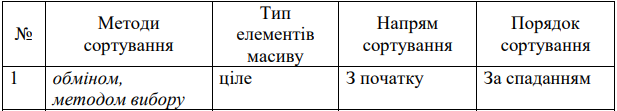 № Методи сортування Тип елементів масиву Напрям сортування Порядок сортування
1 обміном, методом вибору ціле З початку За спаданням